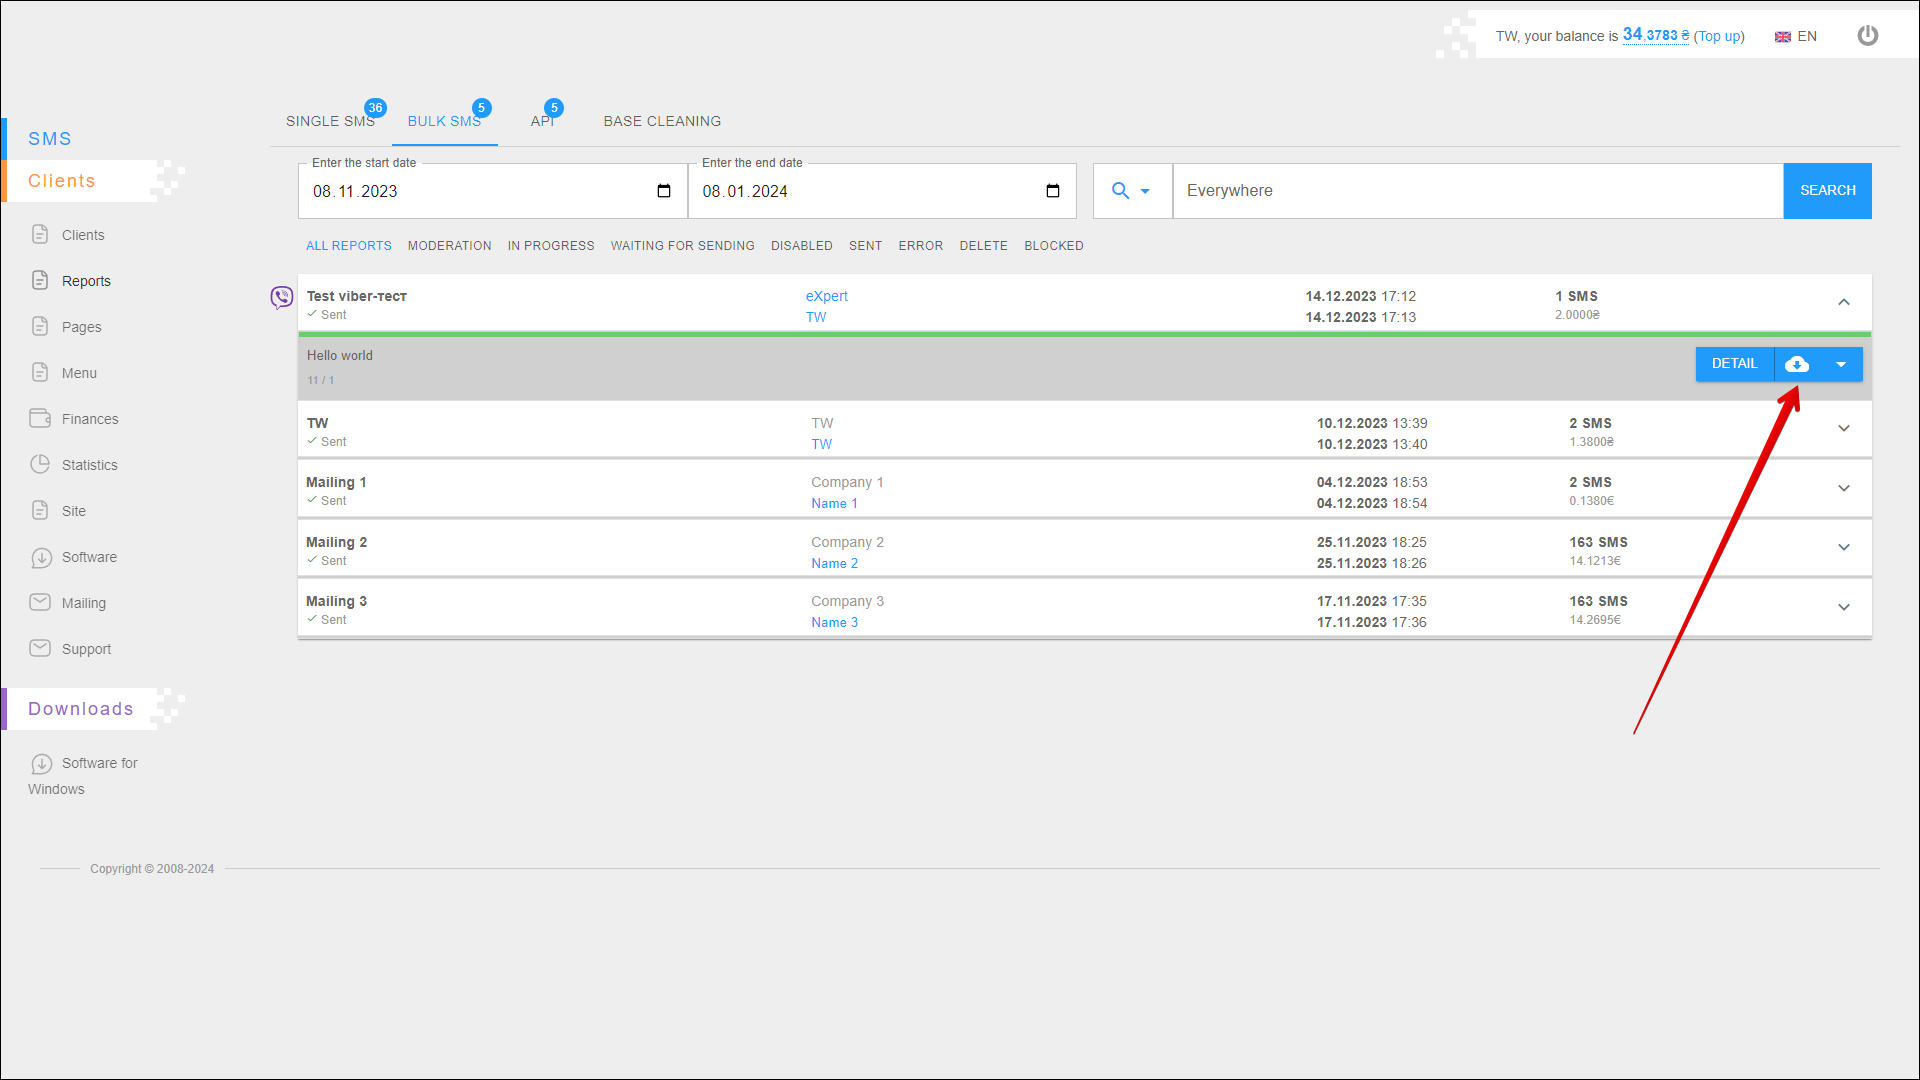 TW, your balance is 34,3783 ₴ (Top up)
EN
SMS
Clients
Clients
Reports
Pages
Menu
Finances
Statistics
Site
Software
Mailing
Support
Downloads
Software for
Windows
SINGLE SMS 36
BULK SMS 5
API 5
BASE CLEANING
Enter the start date
08.11.2023
Enter the end date
08.01.2024
Everywhere
SEARCH
ALL REPORTS MODERATION IN PROGRESS WAITING FOR SENDING DISABLED SENT ERROR DELETE BLOCKED
Test viber-тест eXpert 14.12.2023 17:12 1 SMS
Sent TW 14.12.2023 17:13 2.0000₴
Hello world
11 / 1
DETAIL
TW TW 10.12.2023 13:39 2 SMS
Sent TW 10.12.2023 13:40 1.3800₴
Mailing 1 Company 1 04.12.2023 18:53 2 SMS
Sent Name 1 04.12.2023 18:54 0.1380€
Mailing 2 Company 2 25.11.2023 18:25 163 SMS
Sent Name 2 25.11.2023 18:26 14.1213€
Mailing 3 Company 3 17.11.2023 17:35 163 SMS
Sent Name 3 17.11.2023 17:36 14.2695€
Copyright © 2008-2024